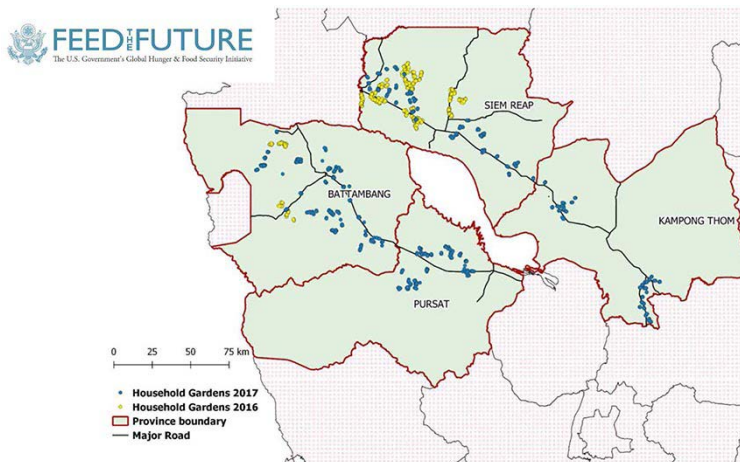 FEED THE FUTURE
The U.S. Government's Global Hunger & Food Security Initiative
SIEM REAP
BATTAMBANG
KAMPONG THOM
PURSAT
0 25 50 75 km
Household Gardens 2017
Household Gardens 2016
Province boundary
Major Road